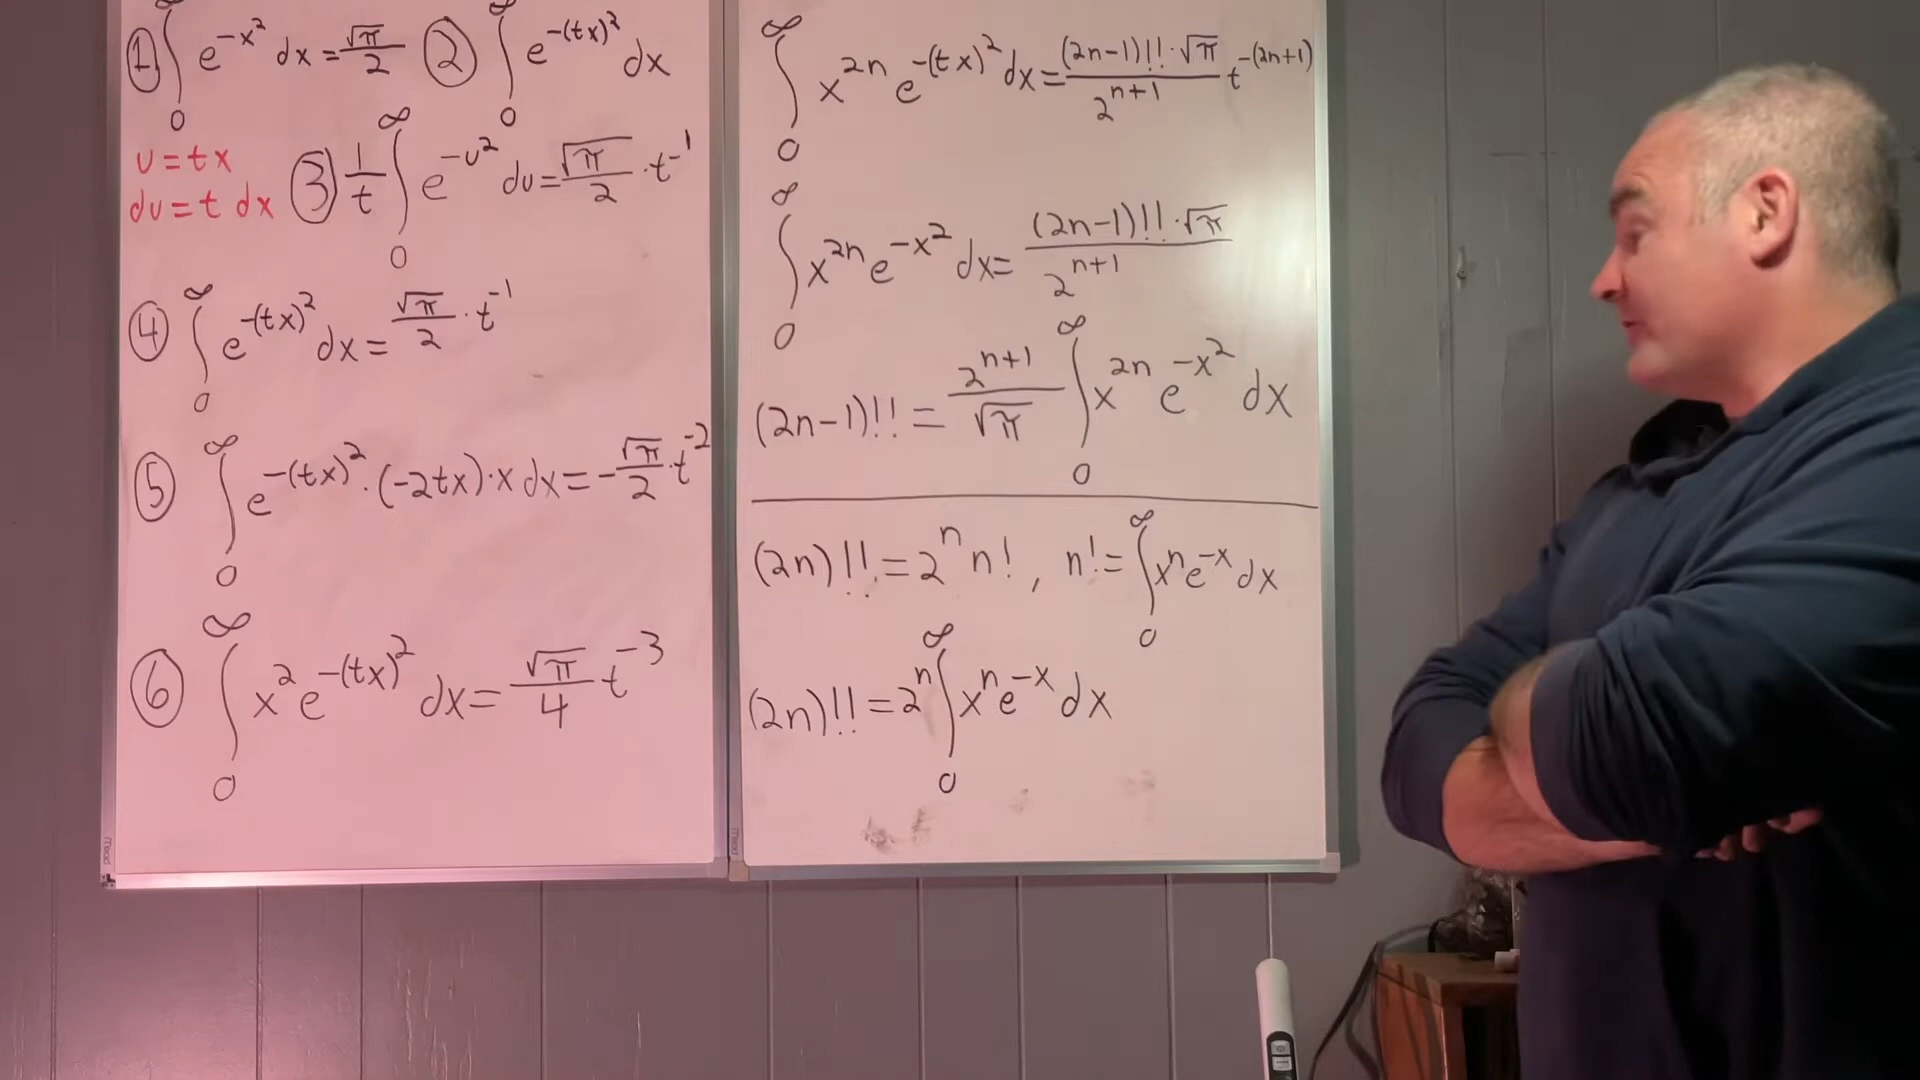 ① ∫₀^∞ e^{-x²} dx = √π/2 ② ∫₀^∞ e^{-(tx)²} dx
u = tx
du = t dx
③ 1/t ∫₀^∞ e^{-u²} du = √π/2 · t^{-1}
④ ∫₀^∞ e^{-(tx)²} dx = √π/2 · t^{-1}
⑤ ∫₀^∞ e^{-(tx)²} · (-2tx) · x dx = -√π/2 · t^{-2}
⑥ ∫₀^∞ x² e^{-(tx)²} dx = √π/4 t^{-3}
Mead
∫₀^∞ x^{2n} e^{-(tx)²} dx = (2n-1)!! · √π / 2^{n+1} t^{-(2n+1)}
∫₀^∞ x^{2n} e^{-x²} dx = (2n-1)!! · √π / 2^{n+1}
(2n-1)!! = 2^{n+1}/√π ∫₀^∞ x^{2n} e^{-x²} dx
(2n)!! = 2^n n! , n! = ∫₀^∞ x^n e^{-x} dx
(2n)!! = 2^n ∫₀^∞ x^n e^{-x} dx
Mead